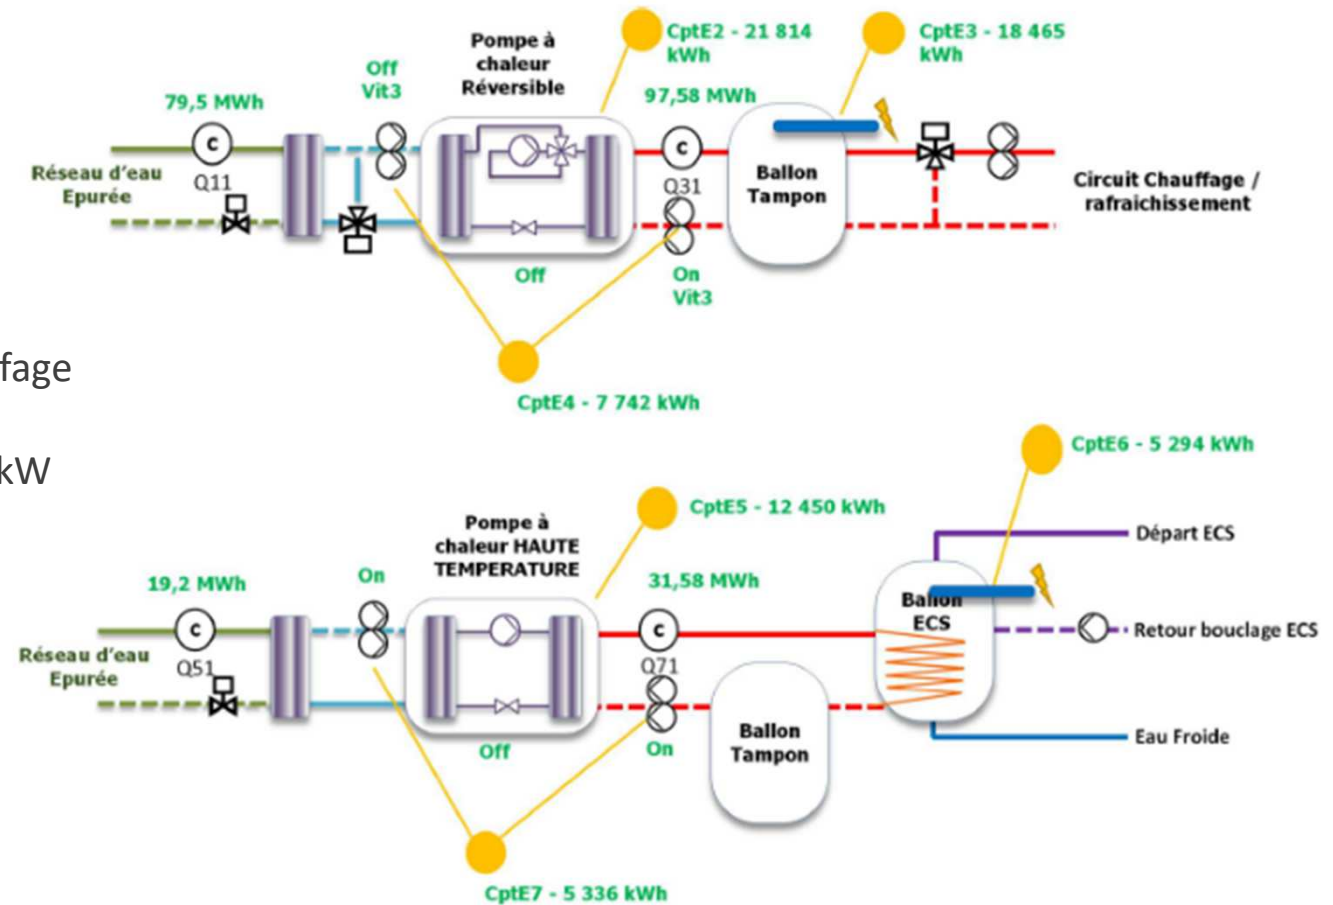 CptE2 - 21 814
kWh
CptE3 - 18 465
kWh
Pompe à
chaleur
Réversible
Off
Vit3
79,5 MWh
97,58 MWh
C
C
Réseau d'eau
Epurée
Q11
Q31
Ballon
Tampon
Circuit Chauffage /
rafraichissement
Off
On
Vit3
CptE4 - 7 742 kWh
fage
kW
CptE6 - 5 294 kWh
CptE5 - 12 450 kWh
Pompe à
chaleur HAUTE
TEMPERATURE
Départ ECS
19,2 MWh
On
31,58 MWh
C
C
Ballon
ECS
Retour bouclage ECS
Réseau d'eau
Epurée
Q51
Q71
Ballon
Tampon
Off
On
Eau Froide
CptE7 - 5 336 kWh